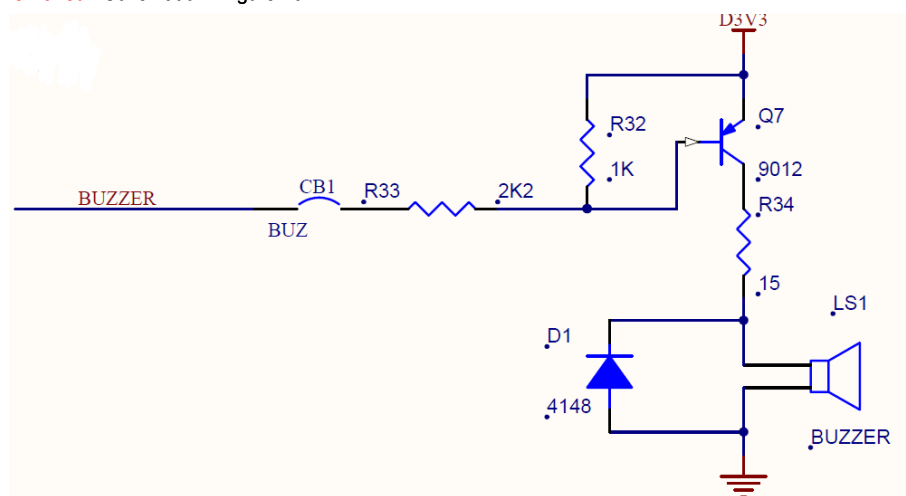 D3V3
R32
1K
Q7
9012
BUZZER
CB1
BUZ
R33
2K2
R34
15
D1
4148
LS1
BUZZER